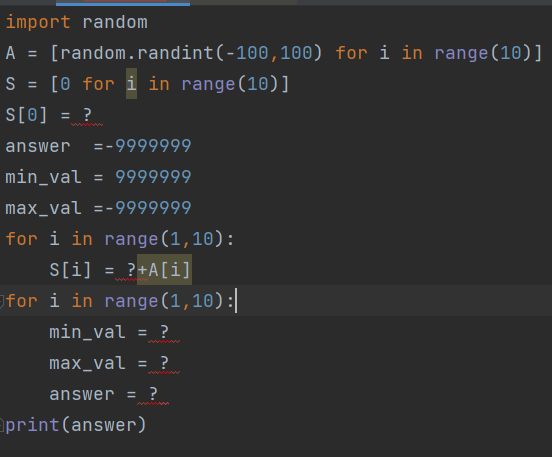 import random
A = [random.randint(-100,100) for i in range(10)]
S = [0 for i in range(10)]
S[0] = ?
answer  =-9999999
min_val = 9999999
max_val =-9999999
for i in range(1,10):
    S[i] = ?+A[i]
for i in range(1,10):
    min_val = ?
    max_val = ?
    answer = ?
print(answer)